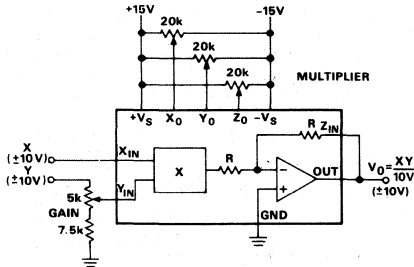 +15V
-15V
20k
20k
20k
MULTIPLIER
+VS
X0
Y0
Z0
-VS
X
(±10V)
XIN
Y
(±10V)
YIN
X
R
R
ZIN
-
+
OUT
V0=XY/10V
(±10V)
5k
GAIN
7.5k
GND